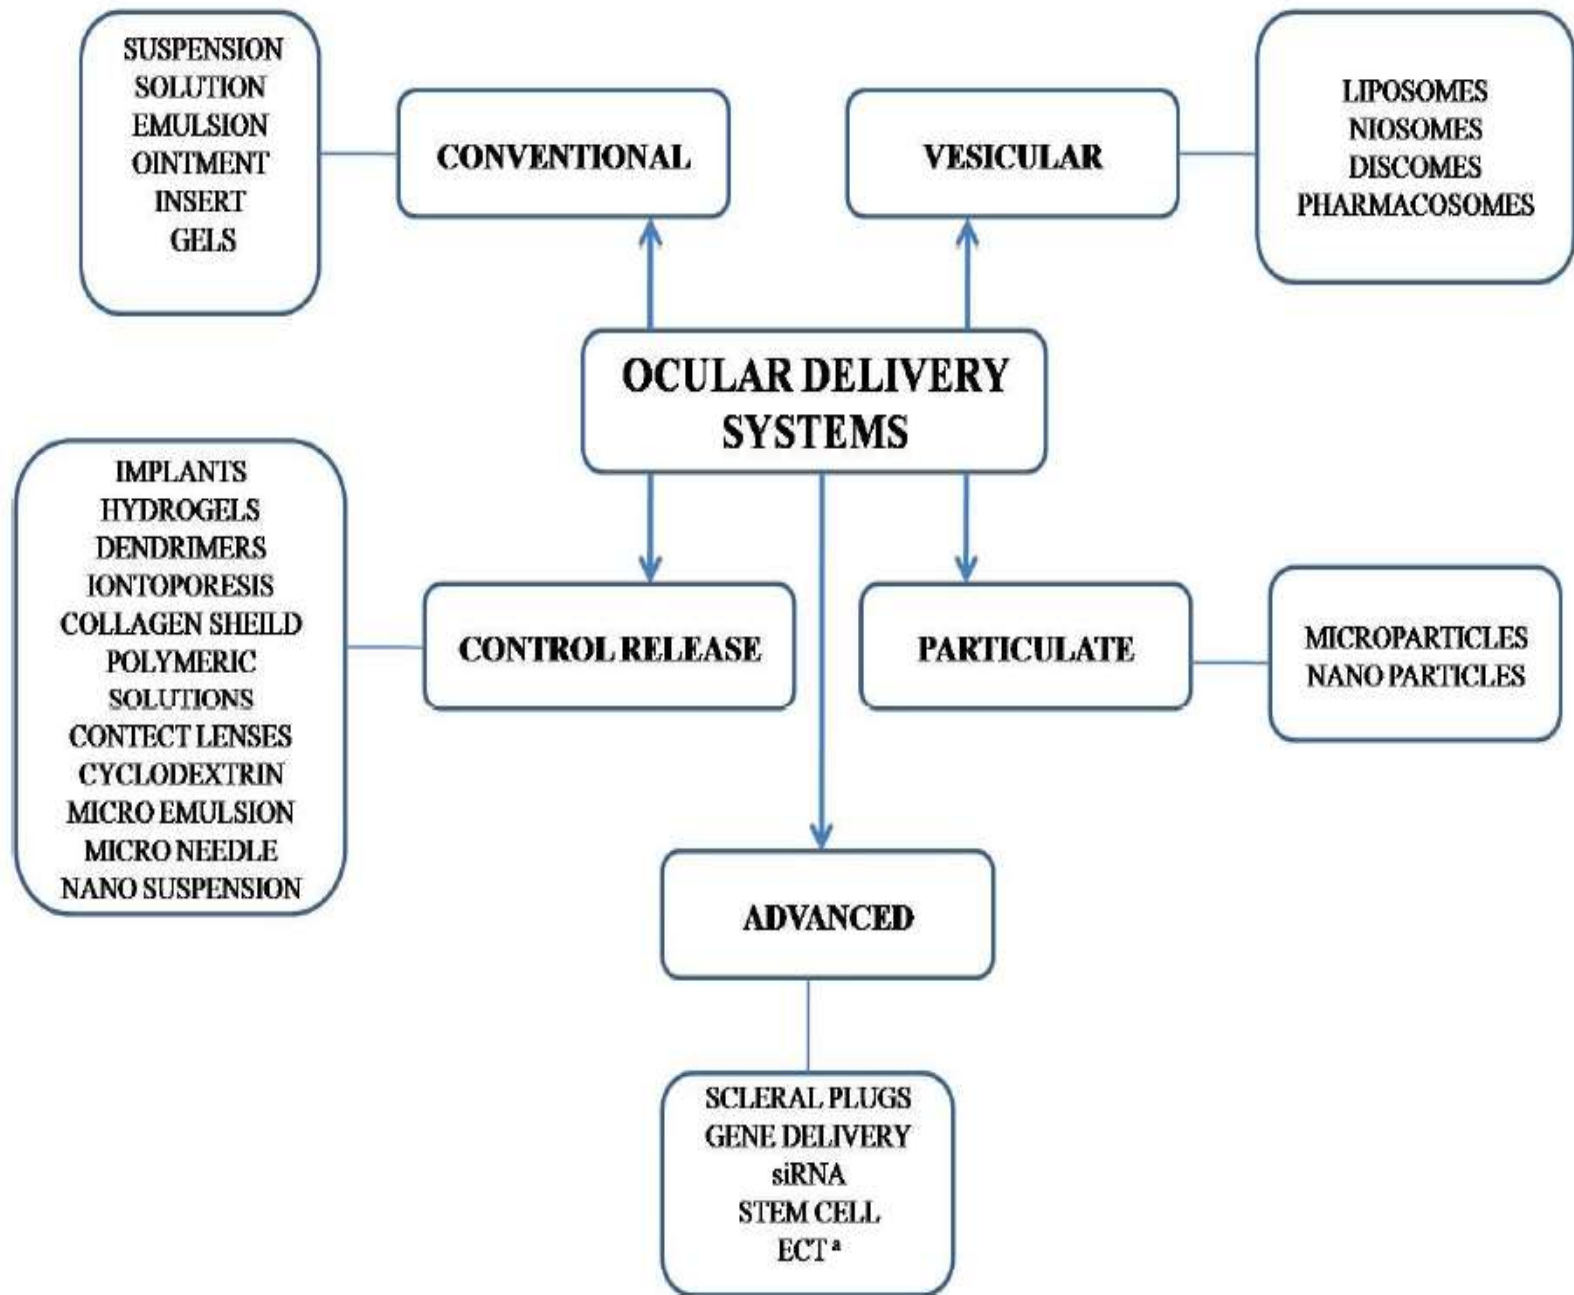 SUSPENSION
SOLUTION
EMULSION
OINTMENT
INSERT
GELS
CONVENTIONAL
VESICULAR
LIPOSOMES
NIOSOMES
DISCOMES
PHARMACOSOMES
OCULAR DELIVERY
SYSTEMS
IMPLANTS
HYDROGELS
DENDRIMERS
IONTOPORESIS
COLLAGEN SHEILD
POLYMERIC
SOLUTIONS
CONTECT LENSES
CYCLODEXTRIN
MICRO EMULSION
MICRO NEEDLE
NANO SUSPENSION
CONTROL RELEASE
PARTICULATE
MICROPARTICLES
NANO PARTICLES
ADVANCED
SCLERAL PLUGS
GENE DELIVERY
siRNA
STEM CELL
ECT ª